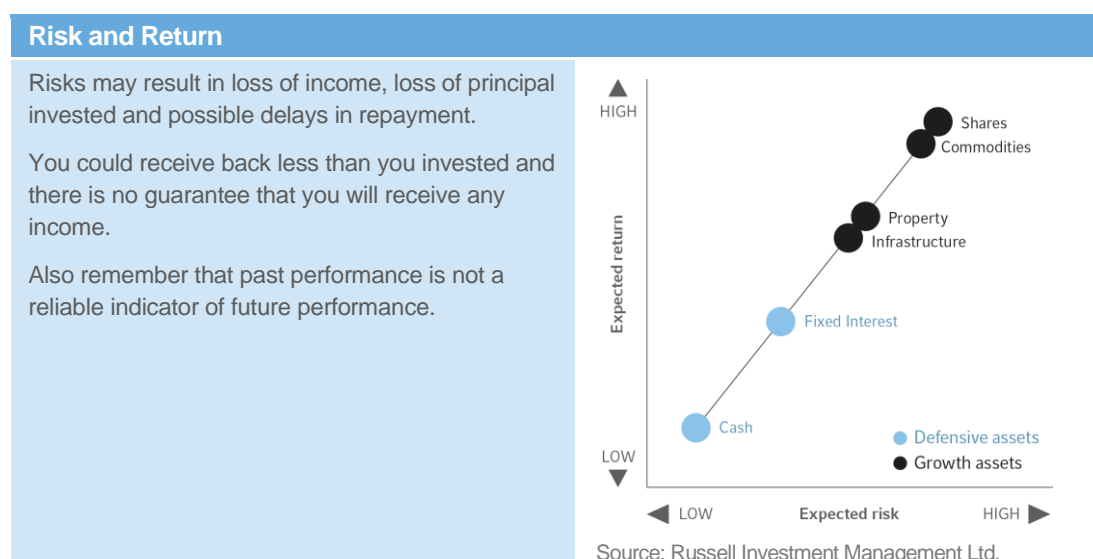 Risk and Return
Risks may result in loss of income, loss of principal
invested and possible delays in repayment.
You could receive back less than you invested and
there is no guarantee that you will receive any
income.
Also remember that past performance is not a
reliable indicator of future performance.
HIGH
Expected return
LOW
Shares
Commodities
Property
Infrastructure
Fixed Interest
Cash
Defensive assets
Growth assets
LOW
Expected risk
HIGH
Source: Russell Investment Management Ltd.